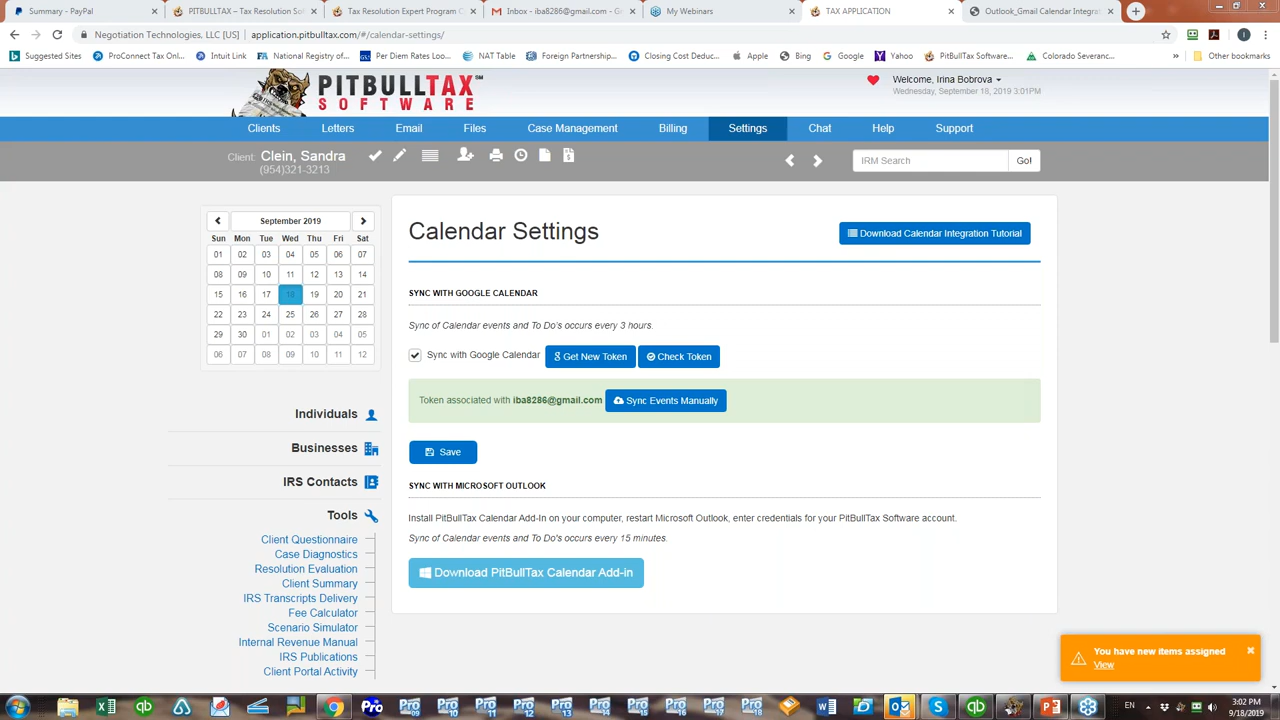 Summary - PayPal
PITBULLTAX – Tax Resolution Sof
Tax Resolution Expert Program C
Inbox - iba8286@gmail.com - Gm
My Webinars
TAX APPLICATION
Outlook_Gmail Calendar Integrat
Negotiation Technologies, LLC [US] | application.pitbulltax.com/#/calendar-settings/
Suggested Sites
ProConnect Tax Onl...
Intuit Link
National Registry of...
Per Diem Rates Loo...
NAT Table
Foreign Partnership...
Closing Cost Deduc...
Apple
Bing
Google
Yahoo
PitBullTax Software...
Colorado Severanc...
Other bookmarks
PITBULLTAX SM
SOFTWARE
Welcome, Irina Bobrova
Wednesday, September 18, 2019 3:01PM
Clients Letters Email Files Case Management Billing Settings Chat Help Support
Client: Clein, Sandra
(954)321-3213
IRM Search Go!
September 2019
Sun Mon Tue Wed Thu Fri Sat
01 02 03 04 05 06 07
08 09 10 11 12 13 14
15 16 17 18 19 20 21
22 23 24 25 26 27 28
29 30 01 02 03 04 05
06 07 08 09 10 11 12
Individuals
Businesses
IRS Contacts
Tools
Client Questionnaire
Case Diagnostics
Resolution Evaluation
Client Summary
IRS Transcripts Delivery
Fee Calculator
Scenario Simulator
Internal Revenue Manual
IRS Publications
Client Portal Activity
Calendar Settings
Download Calendar Integration Tutorial
SYNC WITH GOOGLE CALENDAR
Sync of Calendar events and To Do's occurs every 3 hours.
Sync with Google Calendar Get New Token Check Token
Token associated with iba8286@gmail.com Sync Events Manually
Save
SYNC WITH MICROSOFT OUTLOOK
Install PitBullTax Calendar Add-In on your computer, restart Microsoft Outlook, enter credentials for your PitBullTax Software account.
Sync of Calendar events and To Do's occurs every 15 minutes.
Download PitBullTax Calendar Add-in
You have new items assigned
View
EN
3:02 PM
9/18/2019